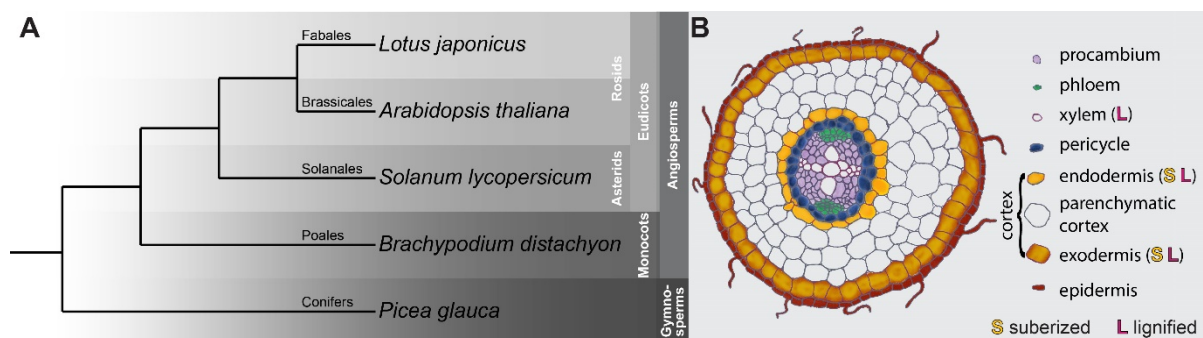 A
Fabales
Lotus japonicus
Brassicales
Arabidopsis thaliana
Solanales
Solanum lycopersicum
Poales
Brachypodium distachyon
Conifers
Picea glauca
Rosids
Asterids
Eudicots
Monocots
Angiosperms
Gymno-
sperms
B
procambium
phloem
xylem (L)
pericycle
endodermis (S L)
parenchymatic
cortex
cortex
exodermis (S L)
epidermis
S suberized L lignified